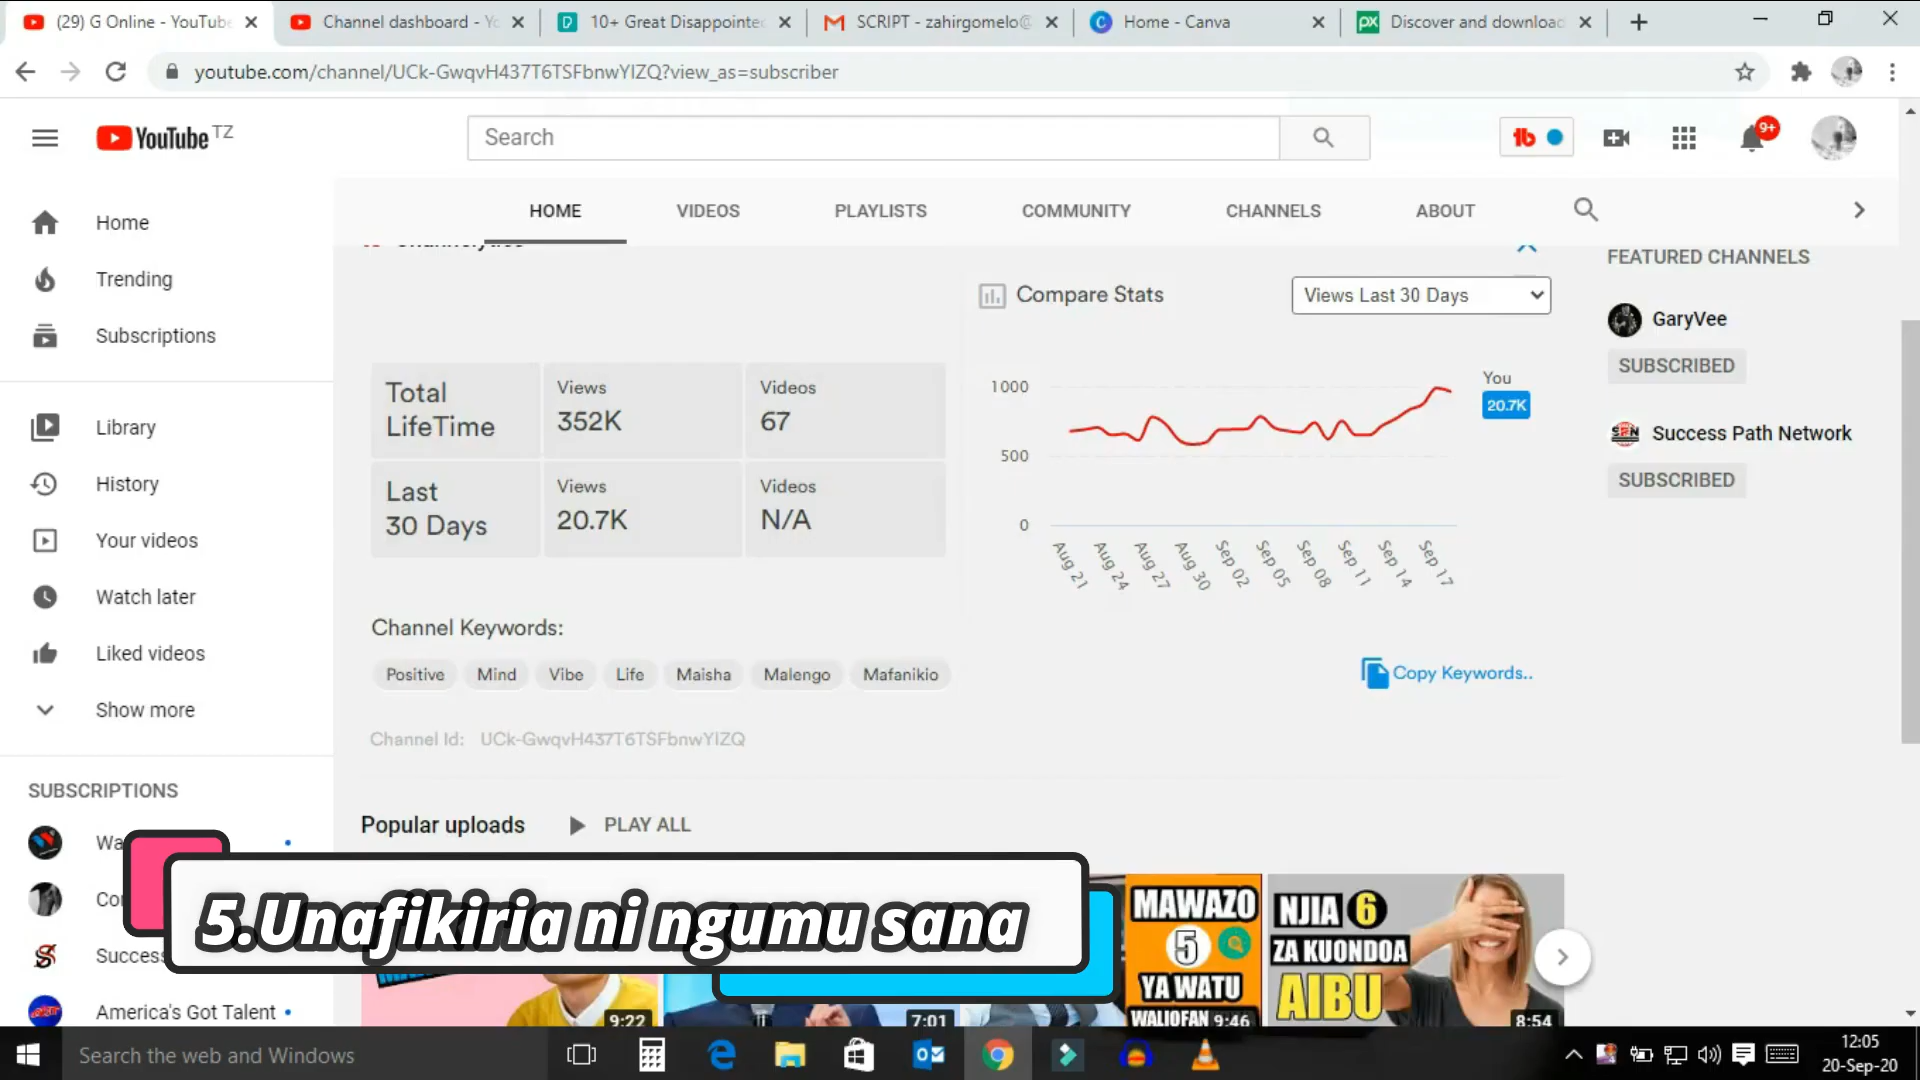 (29) G Online - YouTube
Channel dashboard - Yo
10+ Great Disappointed
SCRIPT - zahirgomelo@
Home - Canva
Discover and download
youtube.com/channel/UCk-GwqvH437T6TSFbnwYIZQ?view_as=subscriber
YouTube TZ
Search
9+
Home
Trending
Subscriptions
Library
History
Your videos
Watch later
Liked videos
Show more
SUBSCRIPTIONS
Wa
Co
Success
America's Got Talent
HOME
VIDEOS
PLAYLISTS
COMMUNITY
CHANNELS
ABOUT
Compare Stats
Views Last 30 Days
Total LifeTime
Views
352K
Videos
67
Last 30 Days
Views
20.7K
Videos
N/A
1000
500
0
Aug 21
Aug 24
Aug 27
Aug 30
Sep 02
Sep 05
Sep 08
Sep 11
Sep 14
Sep 17
You
20.7K
Channel Keywords:
Positive
Mind
Vibe
Life
Maisha
Malengo
Mafanikio
Copy Keywords..
Channel Id: UCk-GwqvH437T6TSFbnwYIZQ
FEATURED CHANNELS
GaryVee
SUBSCRIBED
SPN
Success Path Network
SUBSCRIBED
Popular uploads
PLAY ALL
5.Unafikiria ni ngumu sana
9:22
7:01
MAWAZO
5
YA WATU
WALIOFAN
9:46
NJIA 6
ZA KUONDOA
AIBU
8:54
Search the web and Windows
12:05
20-Sep-20